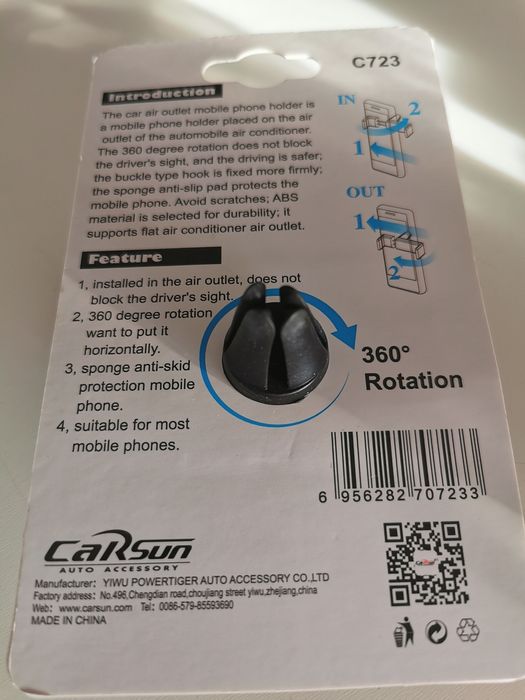 C723
Introduction
The car air outlet mobile phone holder is
a mobile phone holder placed on the air
outlet of the automobile air conditioner.
The 360 degree rotation does not block
the driver's sight, and the driving is safer;
the buckle type hook is fixed more firmly;
the sponge anti-slip pad protects the
mobile phone. Avoid scratches; ABS
material is selected for durability; it
supports flat air conditioner air outlet.
IN
2
1
OUT
1
2
Feature
1, installed in the air outlet, does not
block the driver's sight.
2, 360 degree rotation
want to put it
horizontally.
3, sponge anti-skid
protection mobile
phone.
4, suitable for most
mobile phones.
360°
Rotation
6 956282 707233
CaRSun
AUTO ACCESSORY
Manufacturer: YIWU POWERTIGER AUTO ACCESSORY CO.,LTD
Factory address: No.496,Chengdian road,choujiang street yiwu,zhejiang,china
Web: www.carsun.com Tel: 0086-579-85593690
MADE IN CHINA